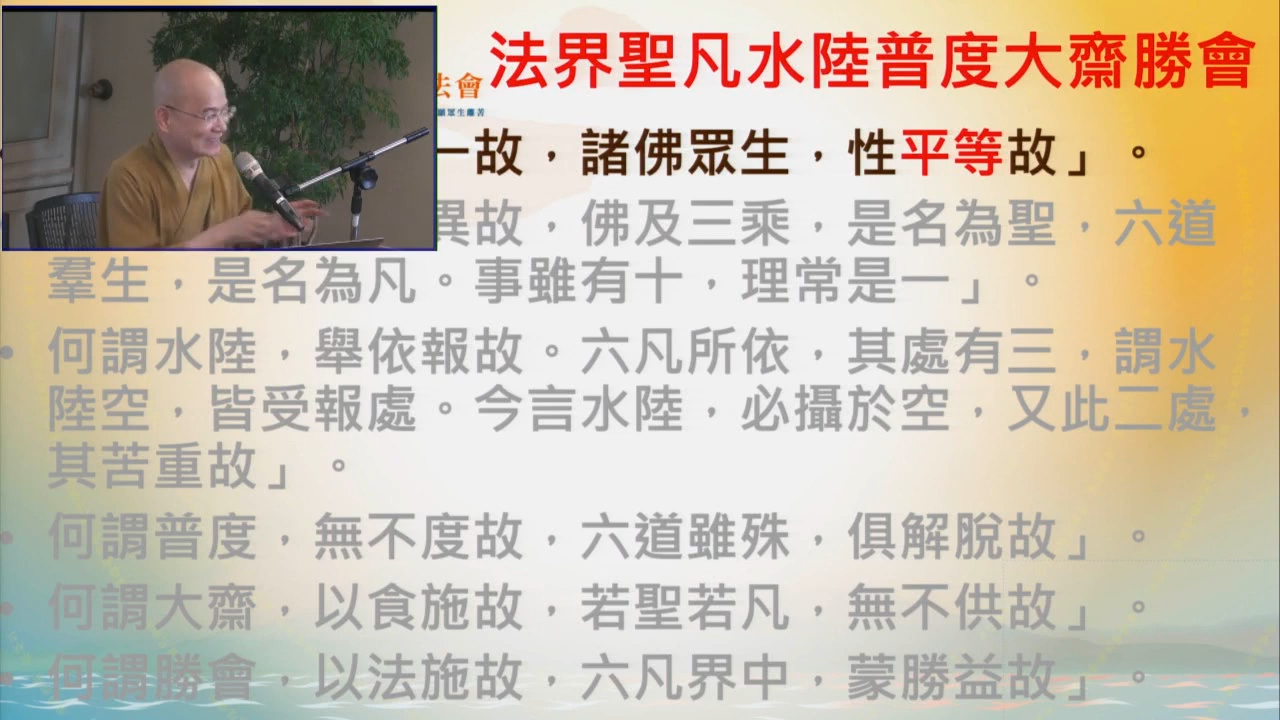 法界聖凡水陸普度大齋勝會
法會
願眾生離苦
一故，諸佛眾生，性平等故」。
異故，佛及三乘，是名為聖，六道
羣生，是名為凡。事雖有十，理常是一」。
• 何謂水陸，舉依報故。六凡所依，其處有三，謂水
陸空，皆受報處。今言水陸，必攝於空，又此二處，
其苦重故」。
• 何謂普度，無不度故，六道雖殊，俱解脫故」。
• 何謂大齋，以食施故，若聖若凡，無不供故」。
• 何謂勝會，以法施故，六凡界中，蒙勝益故」。